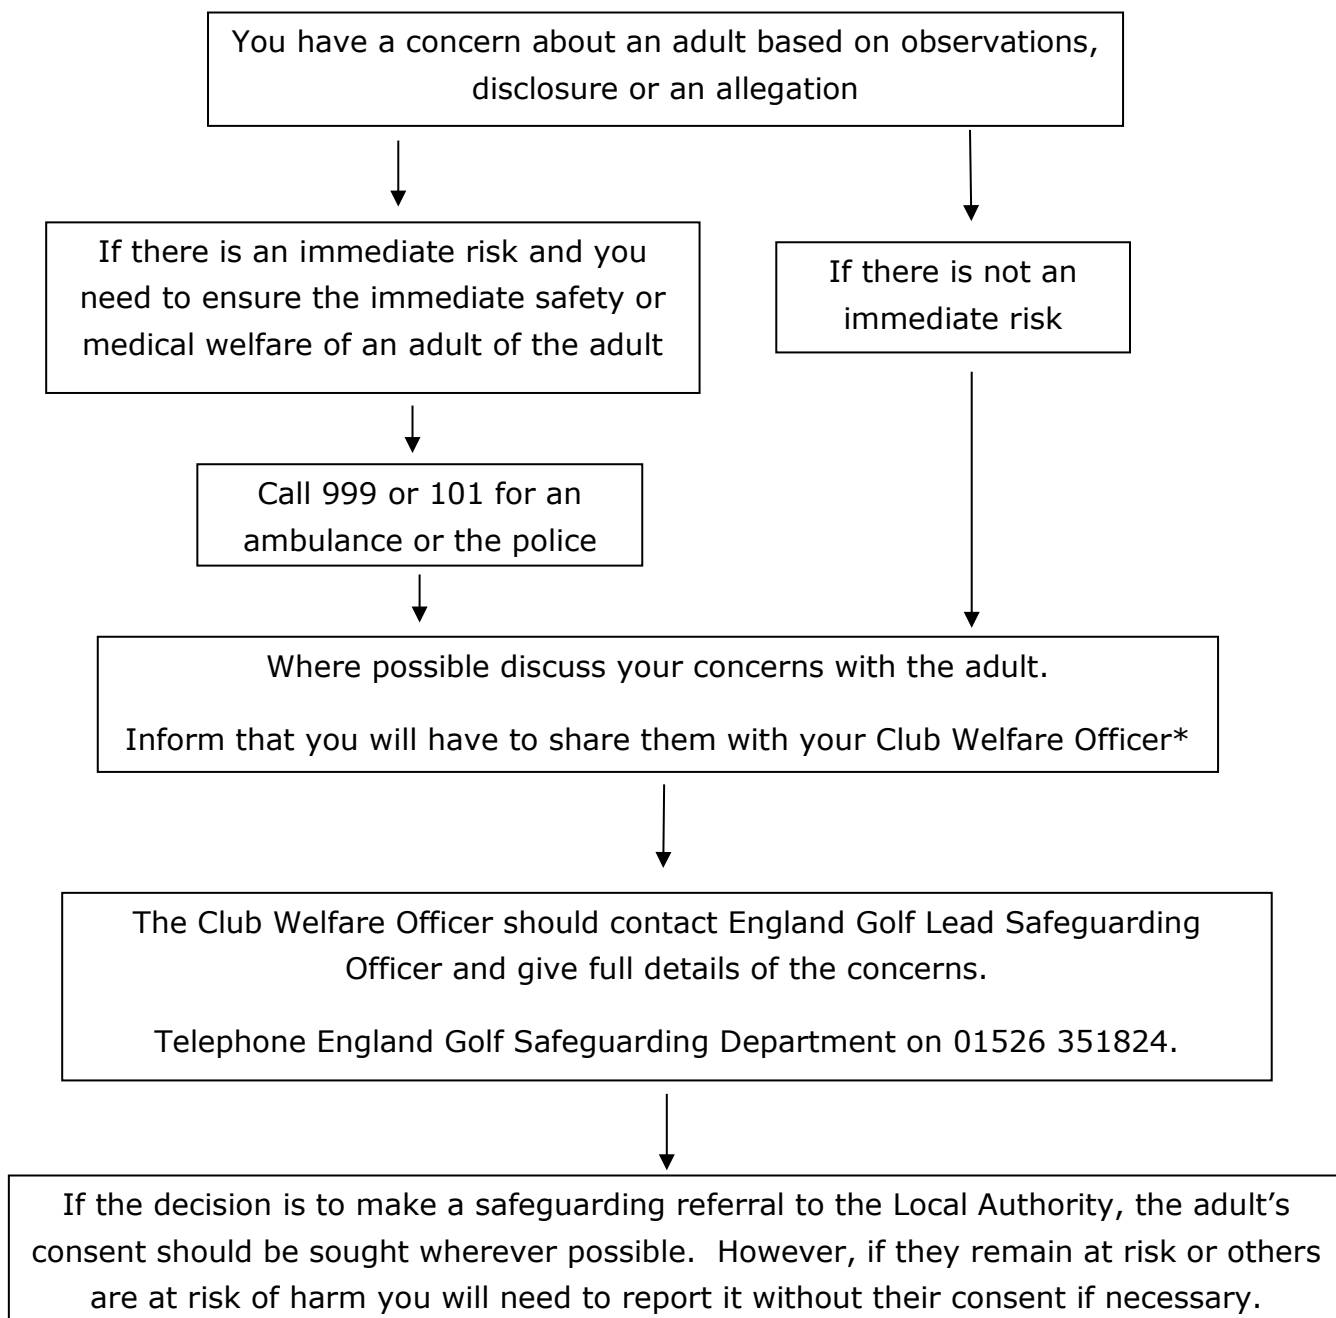 You have a concern about an adult based on observations,
disclosure or an allegation
If there is an immediate risk and you
need to ensure the immediate safety or
medical welfare of an adult of the adult
If there is not an
immediate risk
Call 999 or 101 for an
ambulance or the police
Where possible discuss your concerns with the adult.
Inform that you will have to share them with your Club Welfare Officer*
The Club Welfare Officer should contact England Golf Lead Safeguarding
Officer and give full details of the concerns.
Telephone England Golf Safeguarding Department on 01526 351824.
If the decision is to make a safeguarding referral to the Local Authority, the adult’s
consent should be sought wherever possible.  However, if they remain at risk or others
are at risk of harm you will need to report it without their consent if necessary.